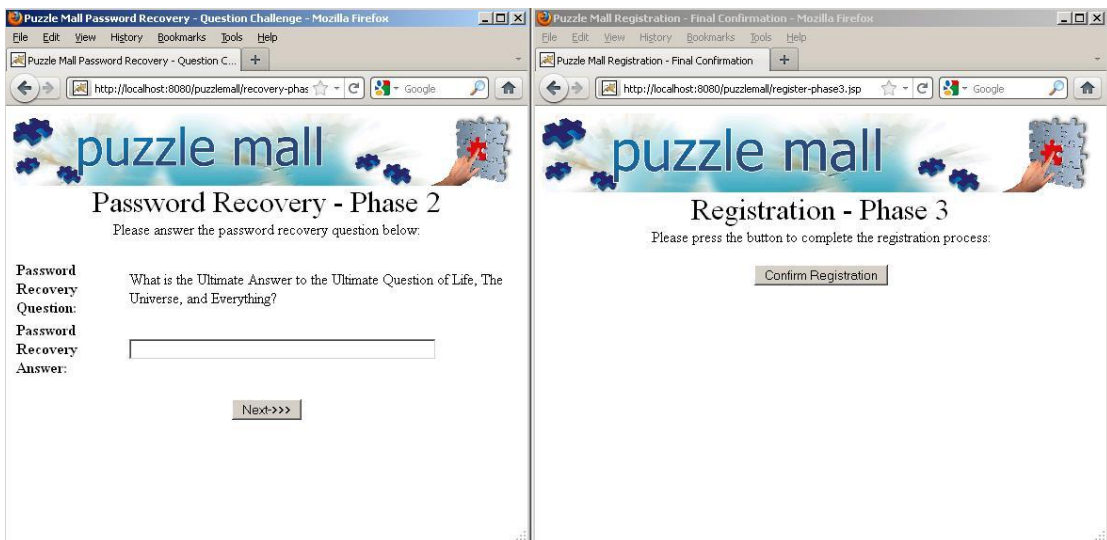 Puzzle Mall Password Recovery - Question Challenge - Mozilla Firefox
File Edit View History Bookmarks Tools Help
Puzzle Mall Password Recovery - Question C...
http://localhost:8080/puzzlemall/recovery-phas
Google
puzzle mall
Password Recovery - Phase 2
Please answer the password recovery question below:
Password
Recovery
Question:
What is the Ultimate Answer to the Ultimate Question of Life, The
Universe, and Everything?
Password
Recovery
Answer:
Next->>>
Puzzle Mall Registration - Final Confirmation - Mozilla Firefox
File Edit View History Bookmarks Tools Help
Puzzle Mall Registration - Final Confirmation
http://localhost:8080/puzzlemall/register-phase3.jsp
Google
puzzle mall
Registration - Phase 3
Please press the button to complete the registration process:
Confirm Registration